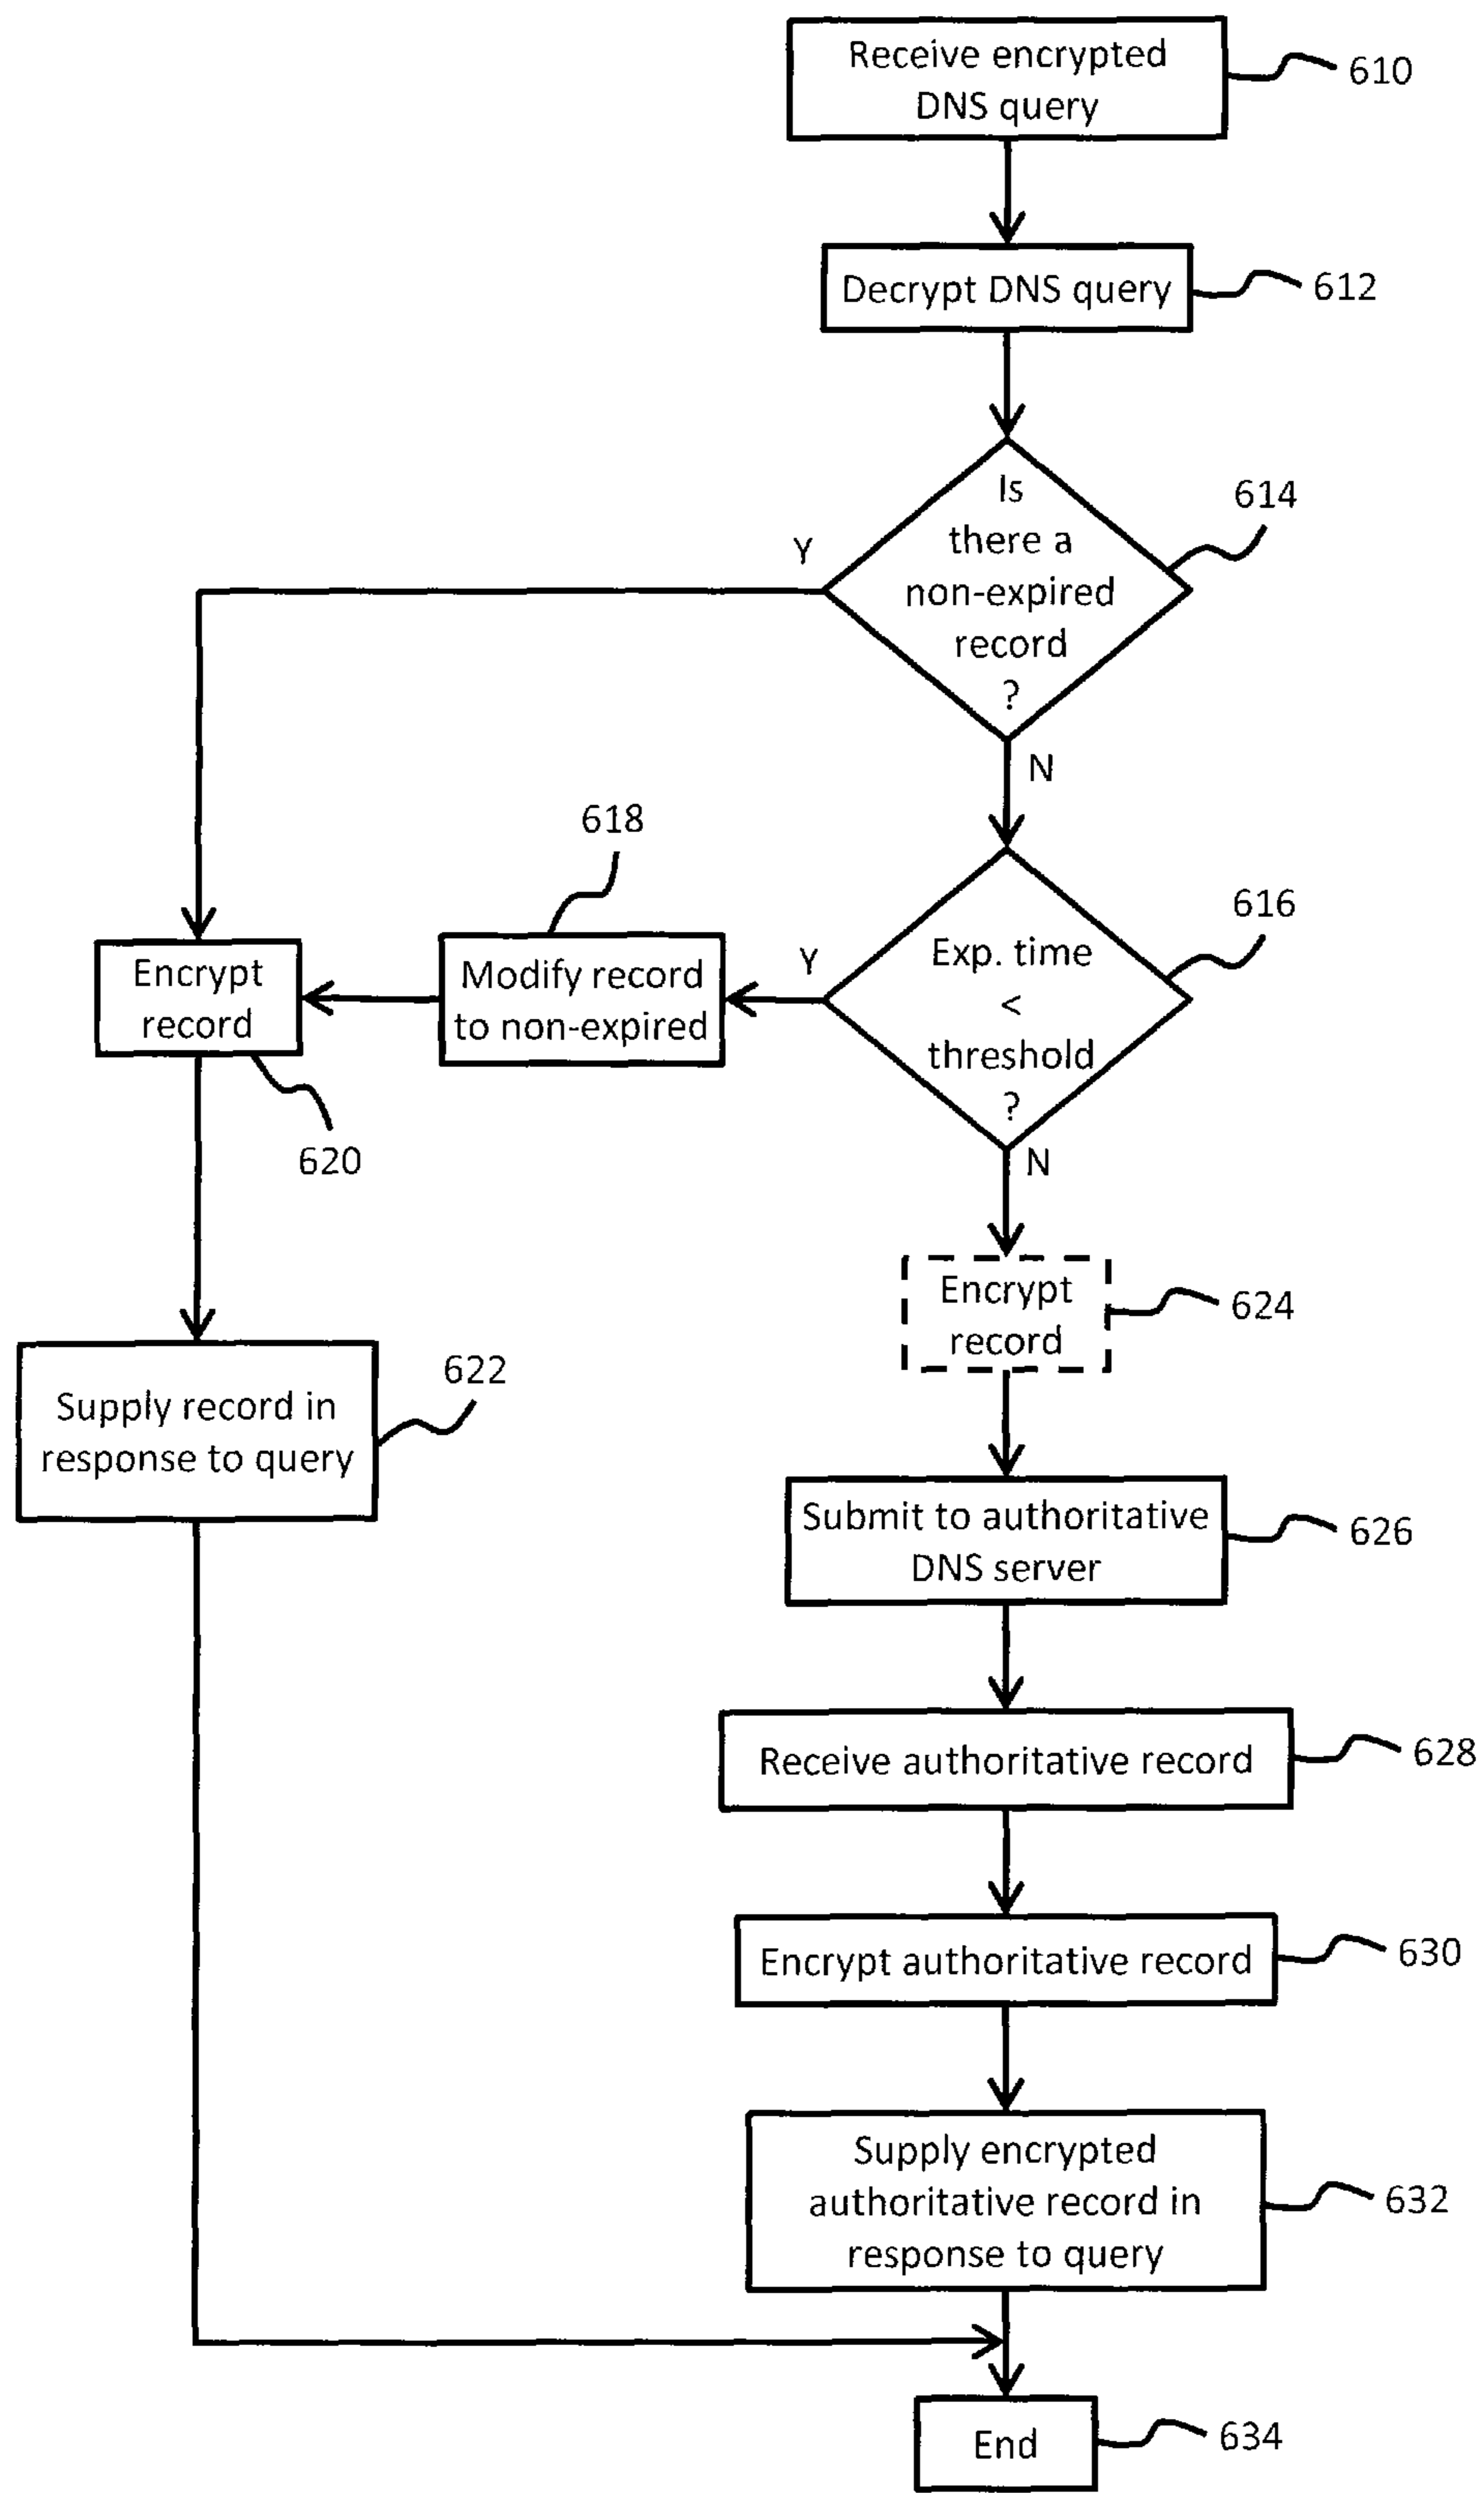 Receive encrypted
DNS query
610
Decrypt DNS query
612
Is
there a
non-expired
record
?
614
Y
N
618
Modify record
to non-expired
Exp. time
<
threshold
?
616
Y
N
Encrypt
record
620
Encrypt
record
624
Supply record in
response to query
622
Submit to authoritative
DNS server
626
Receive authoritative record
628
Encrypt authoritative record
630
Supply encrypted
authoritative record in
response to query
632
End
634